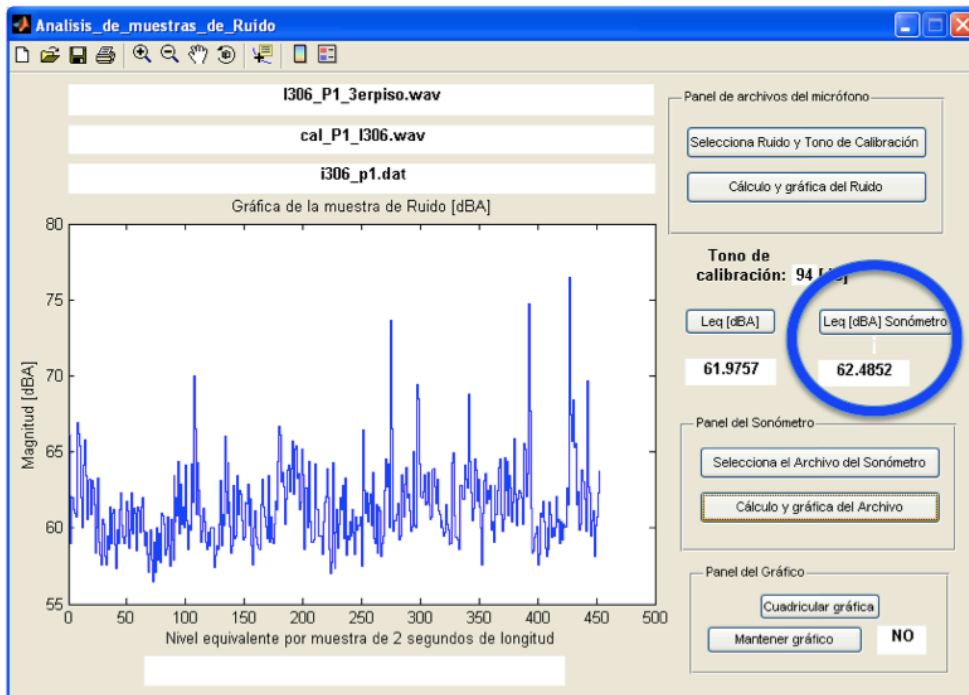 Analisis_de_muestras_de_Ruido
I306_P1_3erpiso.wav
cal_P1_I306.wav
i306_p1.dat
Gráfica de la muestra de Ruido [dBA]
Magnitud [dBA]
80
75
70
65
60
55
0 50 100 150 200 250 300 350 400 450 500
Nivel equivalente por muestra de 2 segundos de longitud
Panel de archivos del micrófono
Selecciona Ruido y Tono de Calibración
Cálculo y gráfica del Ruido
Tono de
calibración: 94
Leq [dBA] Leq [dBA] Sonómetro
61.9757 62.4852
Panel del Sonómetro
Selecciona el Archivo del Sonómetro
Cálculo y gráfica del Archivo
Panel del Gráfico
Cuadricular gráfica
Mantener gráfico NO